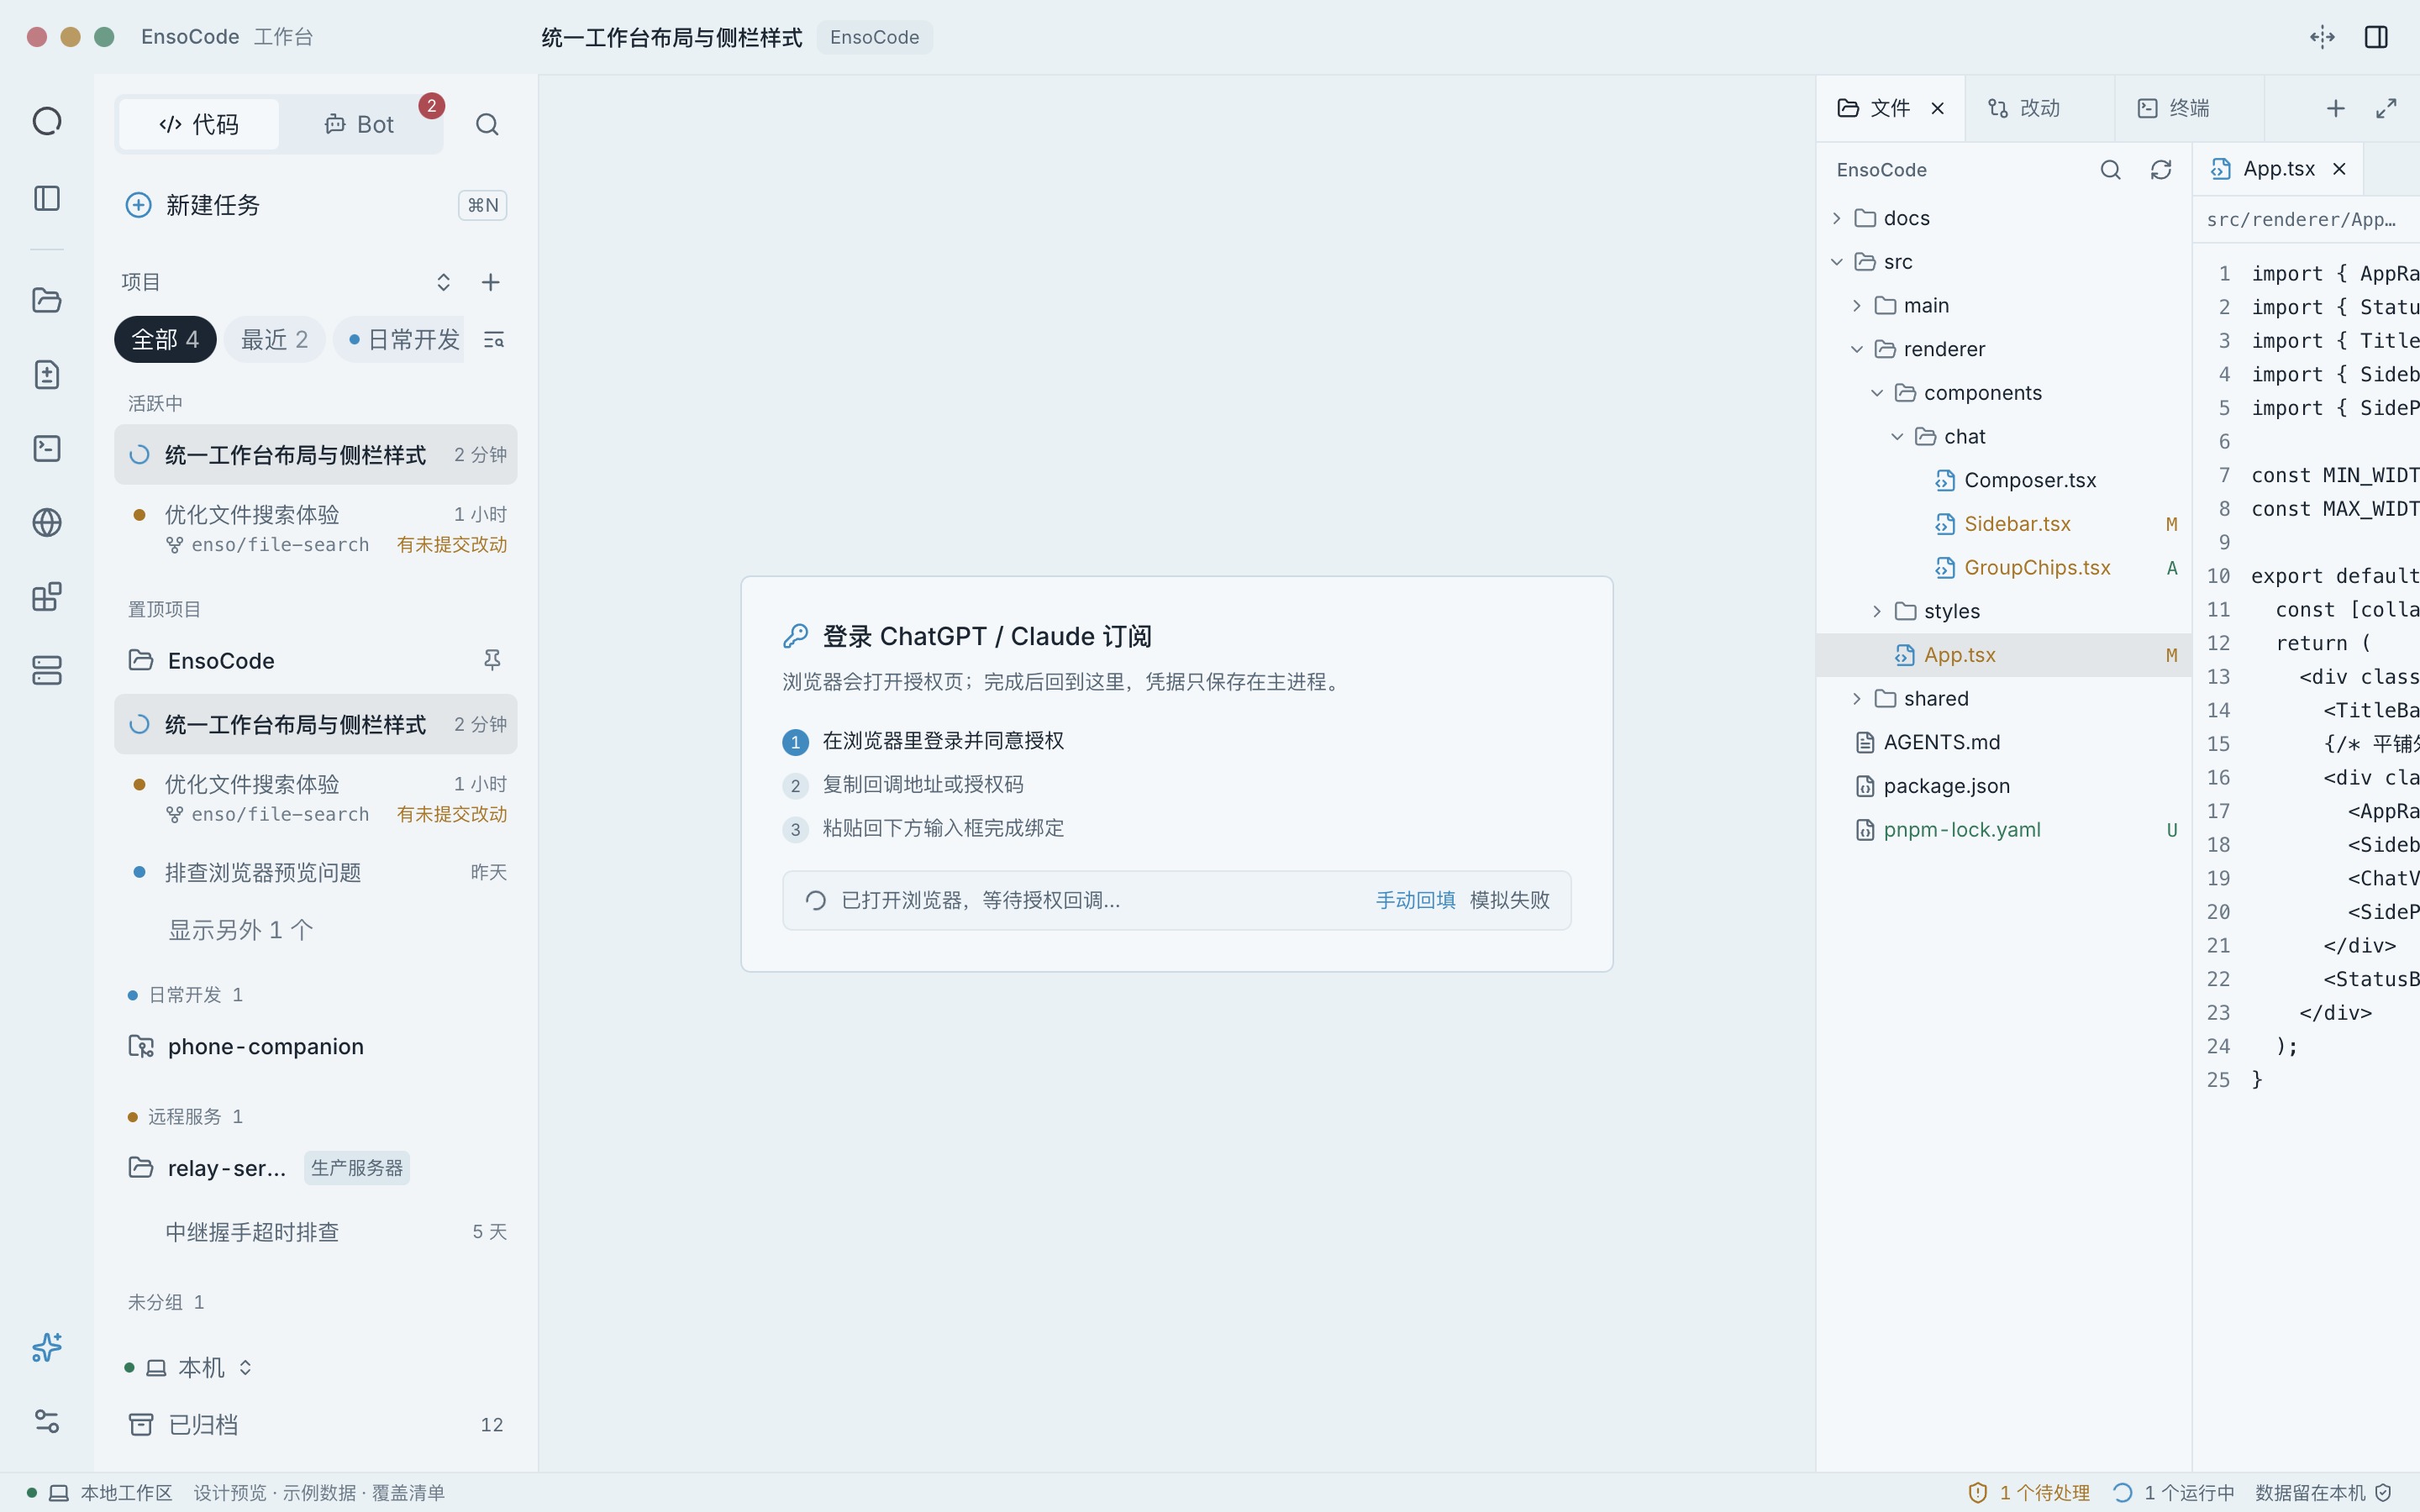 EnsoCode 工作台
统一工作台布局与侧栏样式 EnsoCode
代码 Bot 2
新建任务 ⌘N
项目
全部 4 最近 2 日常开发
活跃中
统一工作台布局与侧栏样式 2 分钟
优化文件搜索体验 1 小时
enso/file-search 有未提交改动
置顶项目
EnsoCode
统一工作台布局与侧栏样式 2 分钟
优化文件搜索体验 1 小时
enso/file-search 有未提交改动
排查浏览器预览问题 昨天
显示另外 1 个
日常开发 1
phone-companion
远程服务 1
relay-ser... 生产服务器
中继握手超时排查 5 天
未分组 1
本机
已归档 12
登录 ChatGPT / Claude 订阅
浏览器会打开授权页；完成后回到这里，凭据只保存在主进程。
1 在浏览器里登录并同意授权
2 复制回调地址或授权码
3 粘贴回下方输入框完成绑定
已打开浏览器，等待授权回调... 手动回填 模拟失败
文件 改动 终端
EnsoCode
docs
src
main
renderer
components
chat
Composer.tsx
Sidebar.tsx M
GroupChips.tsx A
styles
App.tsx M
shared
AGENTS.md
package.json
pnpm-lock.yaml U
App.tsx
src/renderer/App…
1 import { AppRa
2 import { Statu
3 import { Title
4 import { Sideb
5 import { SideP
6
7 const MIN_WIDT
8 const MAX_WIDT
9
10 export default
11 const [colla
12 return (
13 <div class
14 <TitleBa
15 {/* 平铺
16 <div cla
17 <AppRa
18 <Sideb
19 <ChatV
20 <SideP
21 </div>
22 <StatusB
23 </div>
24 );
25 }
本地工作区 设计预览 · 示例数据 · 覆盖清单
1 个待处理 1 个运行中 数据留在本机